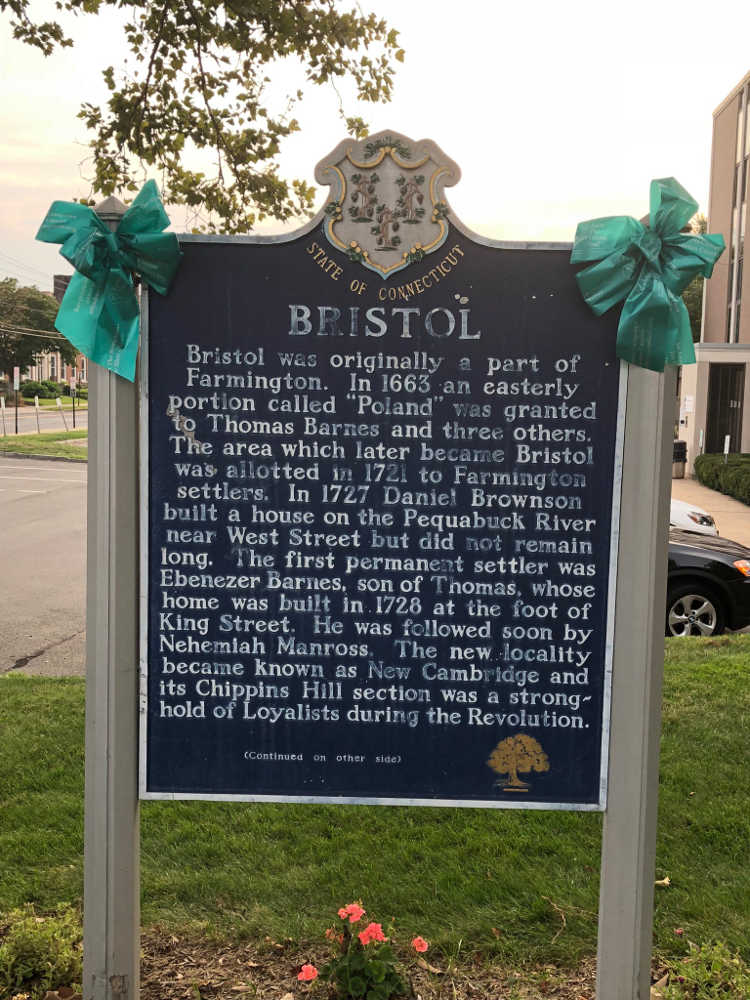 STATE OF CONNECTICUT
BRISTOL
Bristol was originally a part of
Farmington. In 1663 an easterly
portion called "Poland" was granted
to Thomas Barnes and three others.
The area which later became Bristol
was allotted in 1721 to Farmington
settlers. In 1727 Daniel Brownson
built a house on the Pequabuck River
near West Street but did not remain
long. The first permanent settler was
Ebenezer Barnes, son of Thomas, whose
home was built in 1728 at the foot of
King Street. He was followed soon by
Nehemiah Manross. The new locality
became known as New Cambridge and
its Chippins Hill section was a strong-
hold of Loyalists during the Revolution.
(Continued on other side)